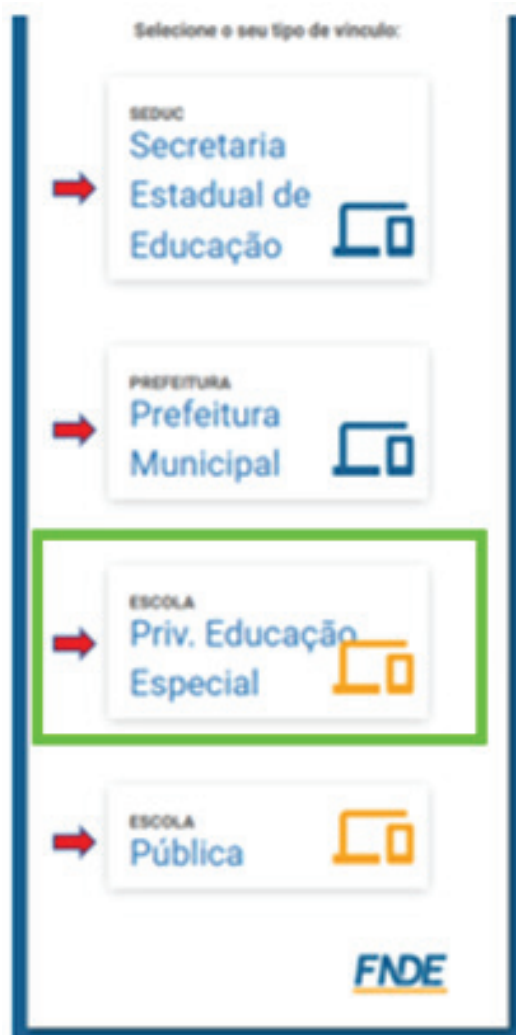 Selecione o seu tipo de vínculo:
SEDUC
Secretaria
Estadual de
Educação
PREFEITURA
Prefeitura
Municipal
ESCOLA
Priv. Educação
Especial
ESCOLA
Pública
FNDE